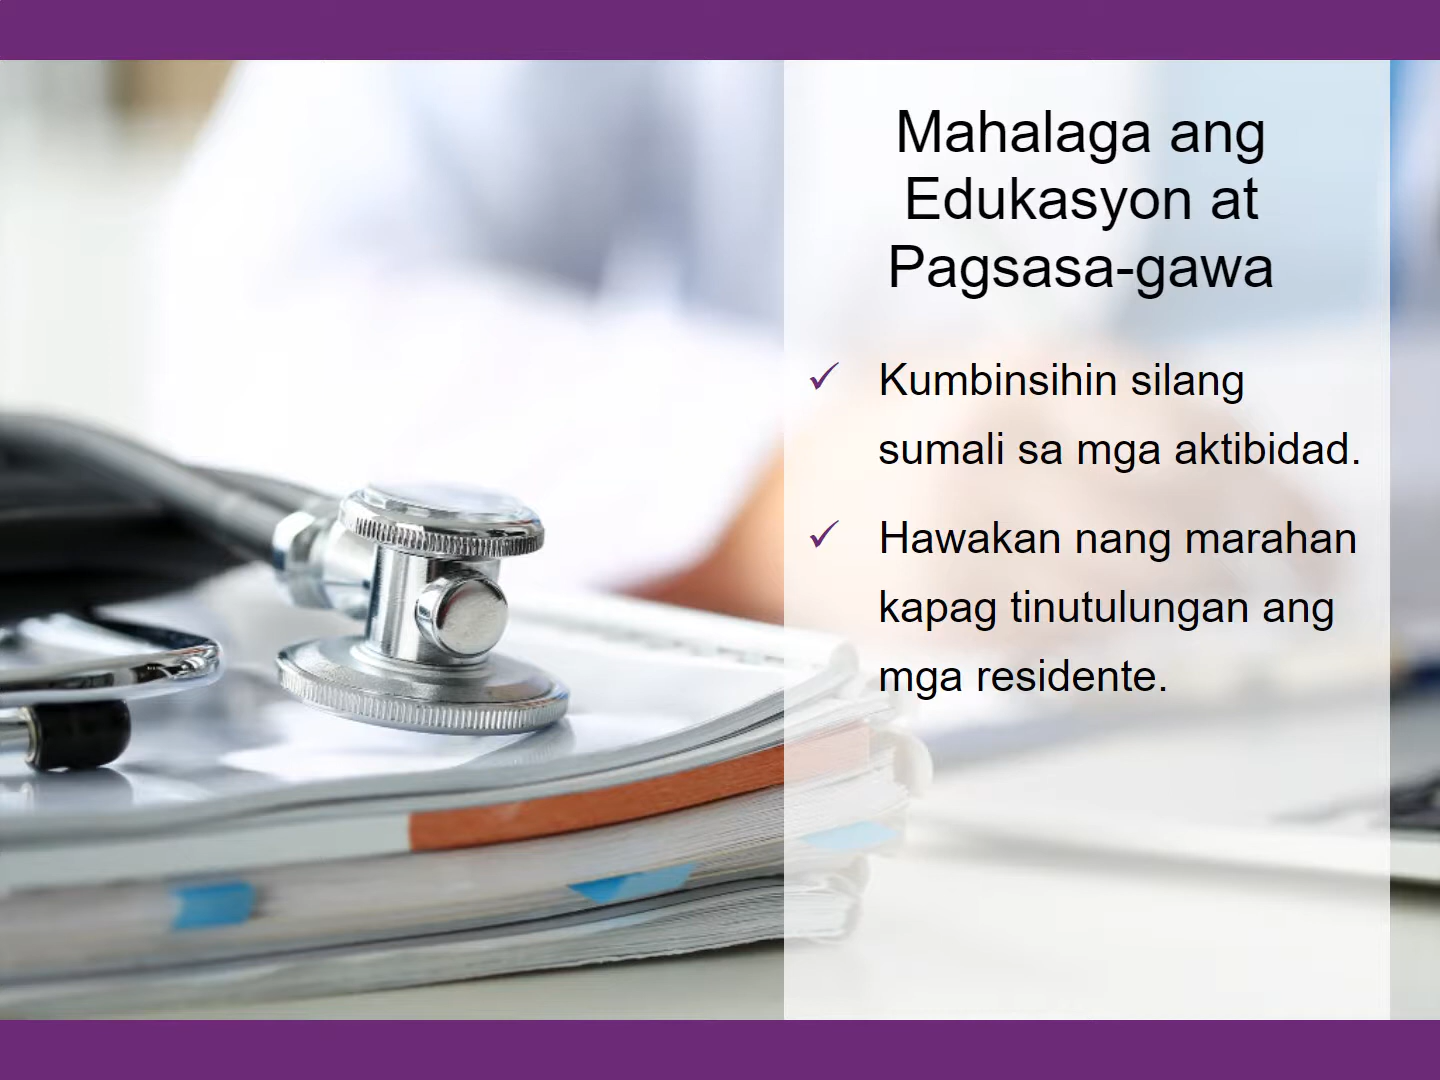 Mahalaga ang
Edukasyon at
Pagsasa-gawa
✓ Kumbinsihin silang
sumali sa mga aktibidad.
✓ Hawakan nang marahan
kapag tinutulungan ang
mga residente.